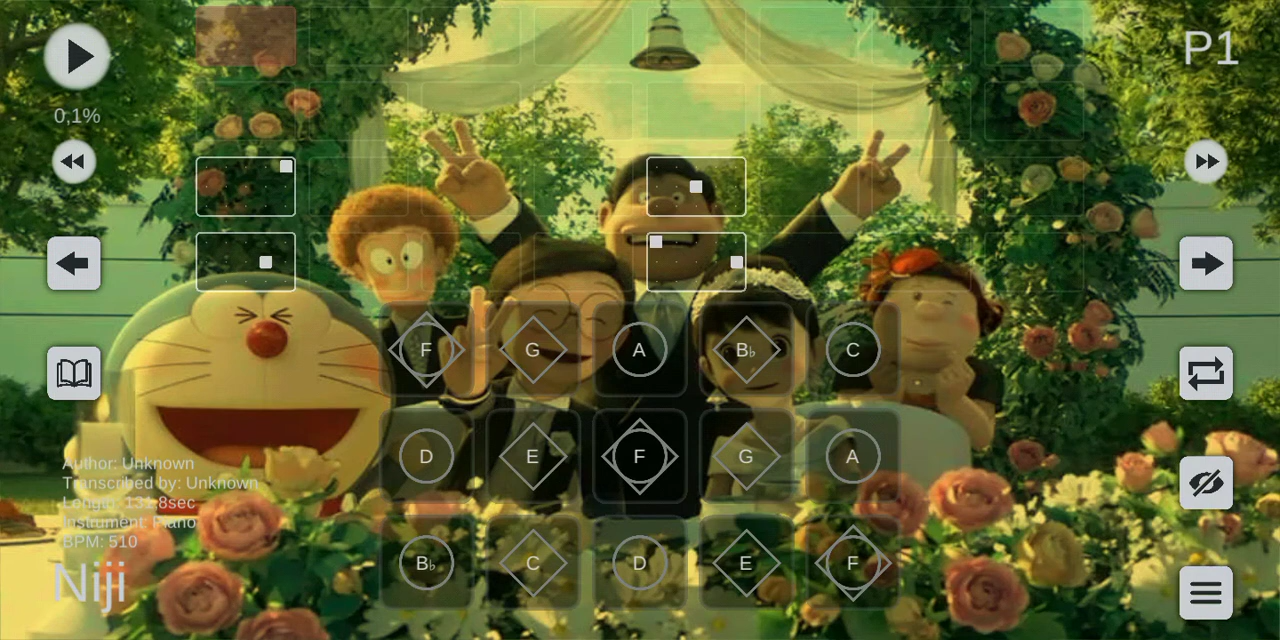 P1
0,1%
F G A B♭ C
D E F G A
B♭ C D E F
Author: Unknown
Transcribed by: Unknown
Length: 131,8sec
Instrument: Piano
BPM: 510
Niji